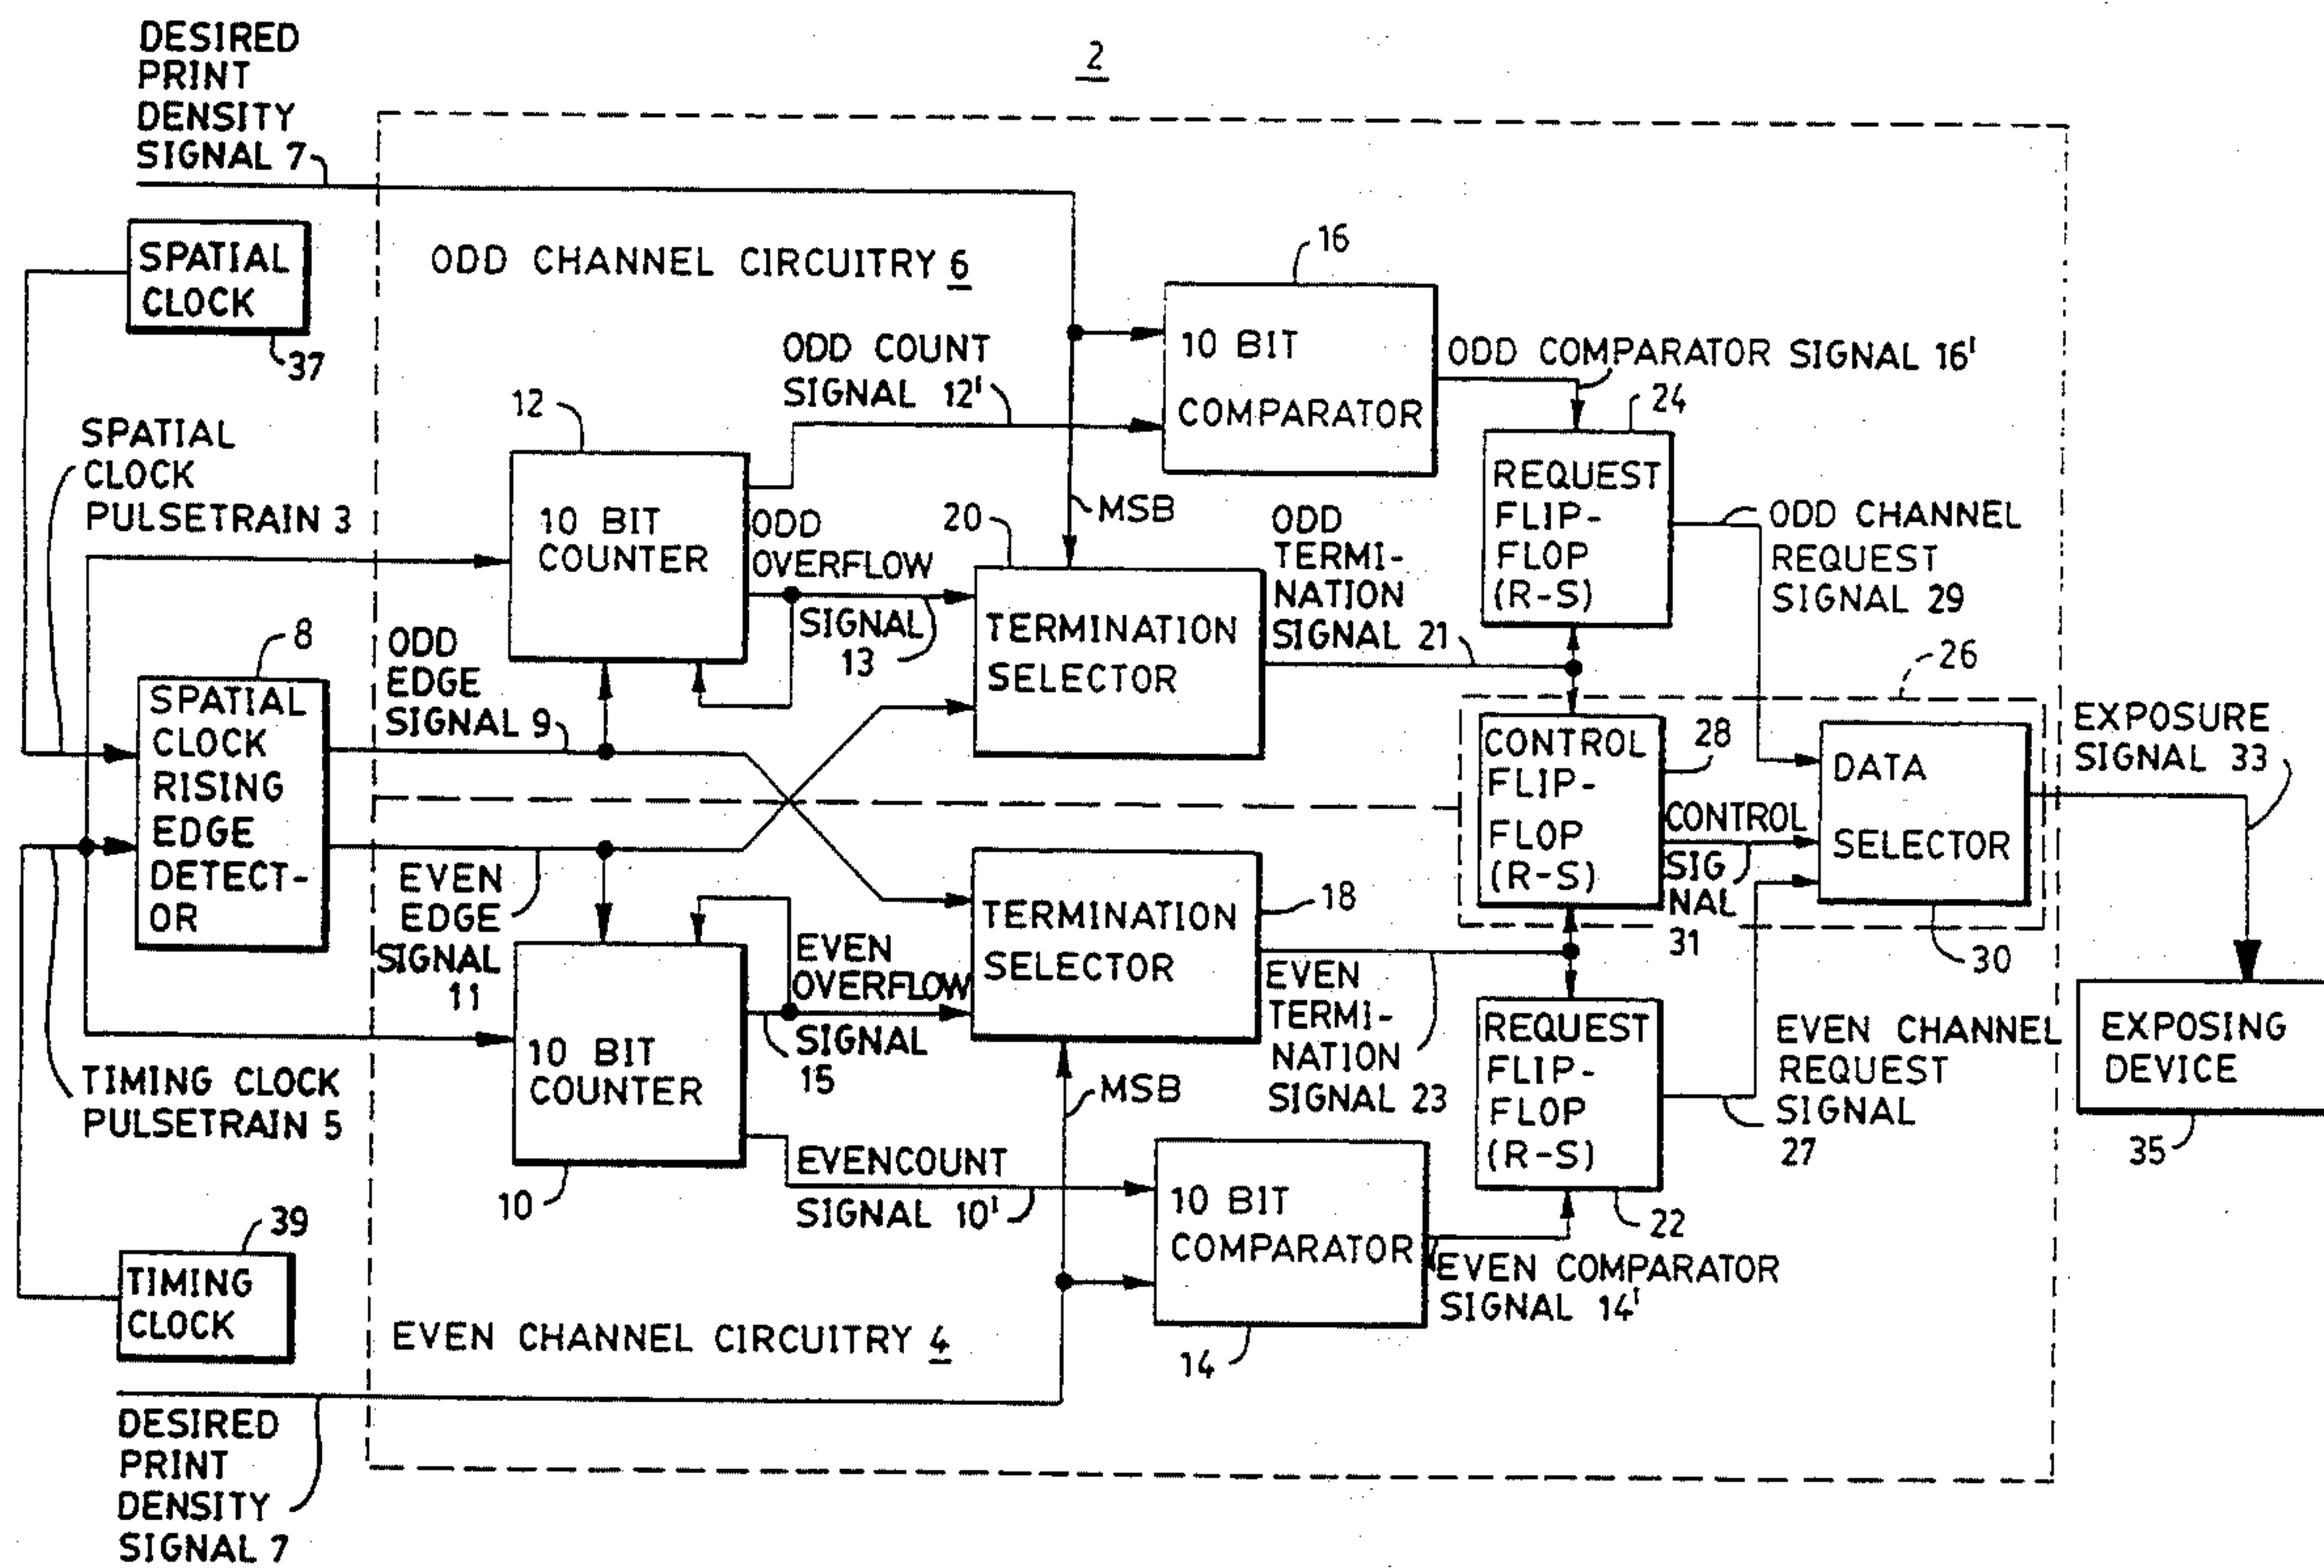 DESIRED
PRINT
DENSITY
SIGNAL 7
2
SPATIAL
CLOCK
37
ODD CHANNEL CIRCUITRY 6
16
10 BIT
COMPARATOR
ODD COUNT
SIGNAL 12'
ODD COMPARATOR SIGNAL 16'
24
REQUEST
FLIP-
FLOP
(R-S)
12
10 BIT
COUNTER
SPATIAL
CLOCK
PULSETRAIN 3
ODD
OVERFLOW
SIGNAL
13
MSB
20
TERMINATION
SELECTOR
ODD
TERMI-
NATION
SIGNAL 21
ODD CHANNEL
REQUEST
SIGNAL 29
26
8
SPATIAL
CLOCK
RISING
EDGE
DETECT-
OR
ODD
EDGE
SIGNAL 9
EVEN
EDGE
SIGNAL
11
CONTROL
FLIP-
FLOP
(R-S)
28
CONTROL
SIG
NAL
31
DATA
SELECTOR
30
EXPOSURE
SIGNAL 33
TERMINATION
SELECTOR
18
EVEN
OVERFLOW
SIGNAL
15
10 BIT
COUNTER
10
MSB
EVEN
TERMI-
NATION
SIGNAL 23
REQUEST
FLIP-
FLOP
(R-S)
22
EVEN CHANNEL
REQUEST
SIGNAL
27
EXPOSING
DEVICE
35
TIMING CLOCK
PULSETRAIN 5
EVENCOUNT
SIGNAL 10'
10 BIT
COMPARATOR
14
EVEN COMPARATOR
SIGNAL 14'
39
TIMING
CLOCK
EVEN CHANNEL CIRCUITRY 4
DESIRED
PRINT
DENSITY
SIGNAL 7